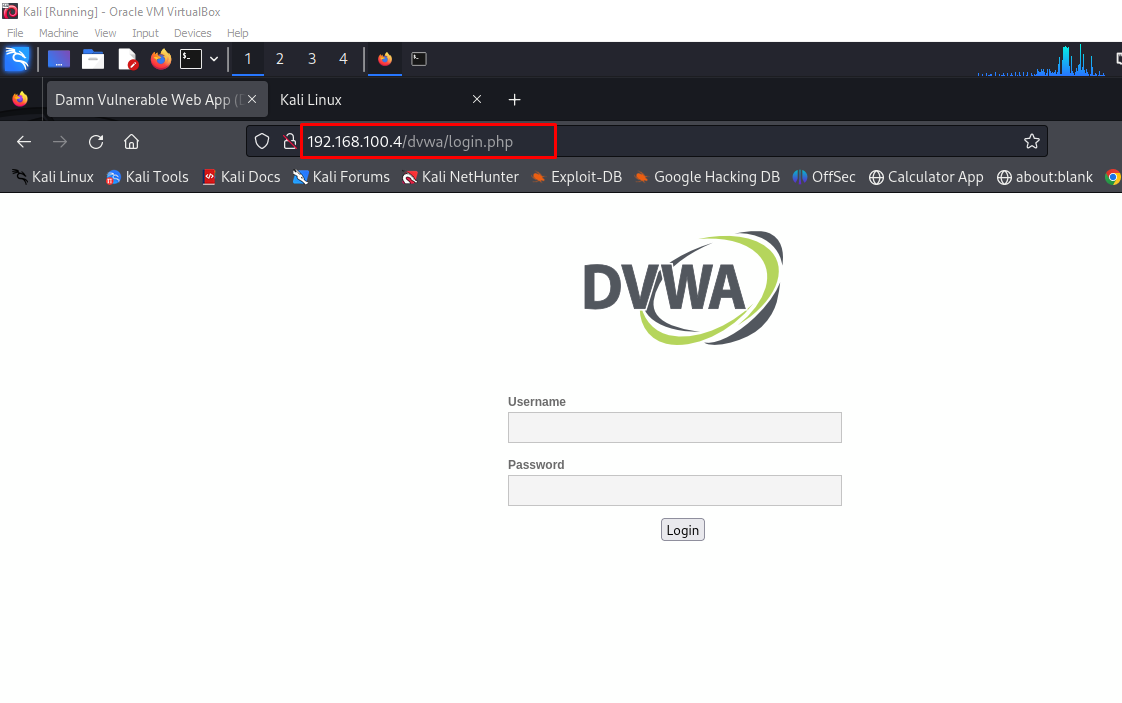 Kali [Running] - Oracle VM VirtualBox
File Machine View Input Devices Help
1 2 3 4
Damn Vulnerable Web App ( Kali Linux
192.168.100.4/dvwa/login.php
Kali Linux Kali Tools Kali Docs Kali Forums Kali NetHunter Exploit-DB Google Hacking DB OffSec Calculator App about:blank
DVWA
Username
Password
Login